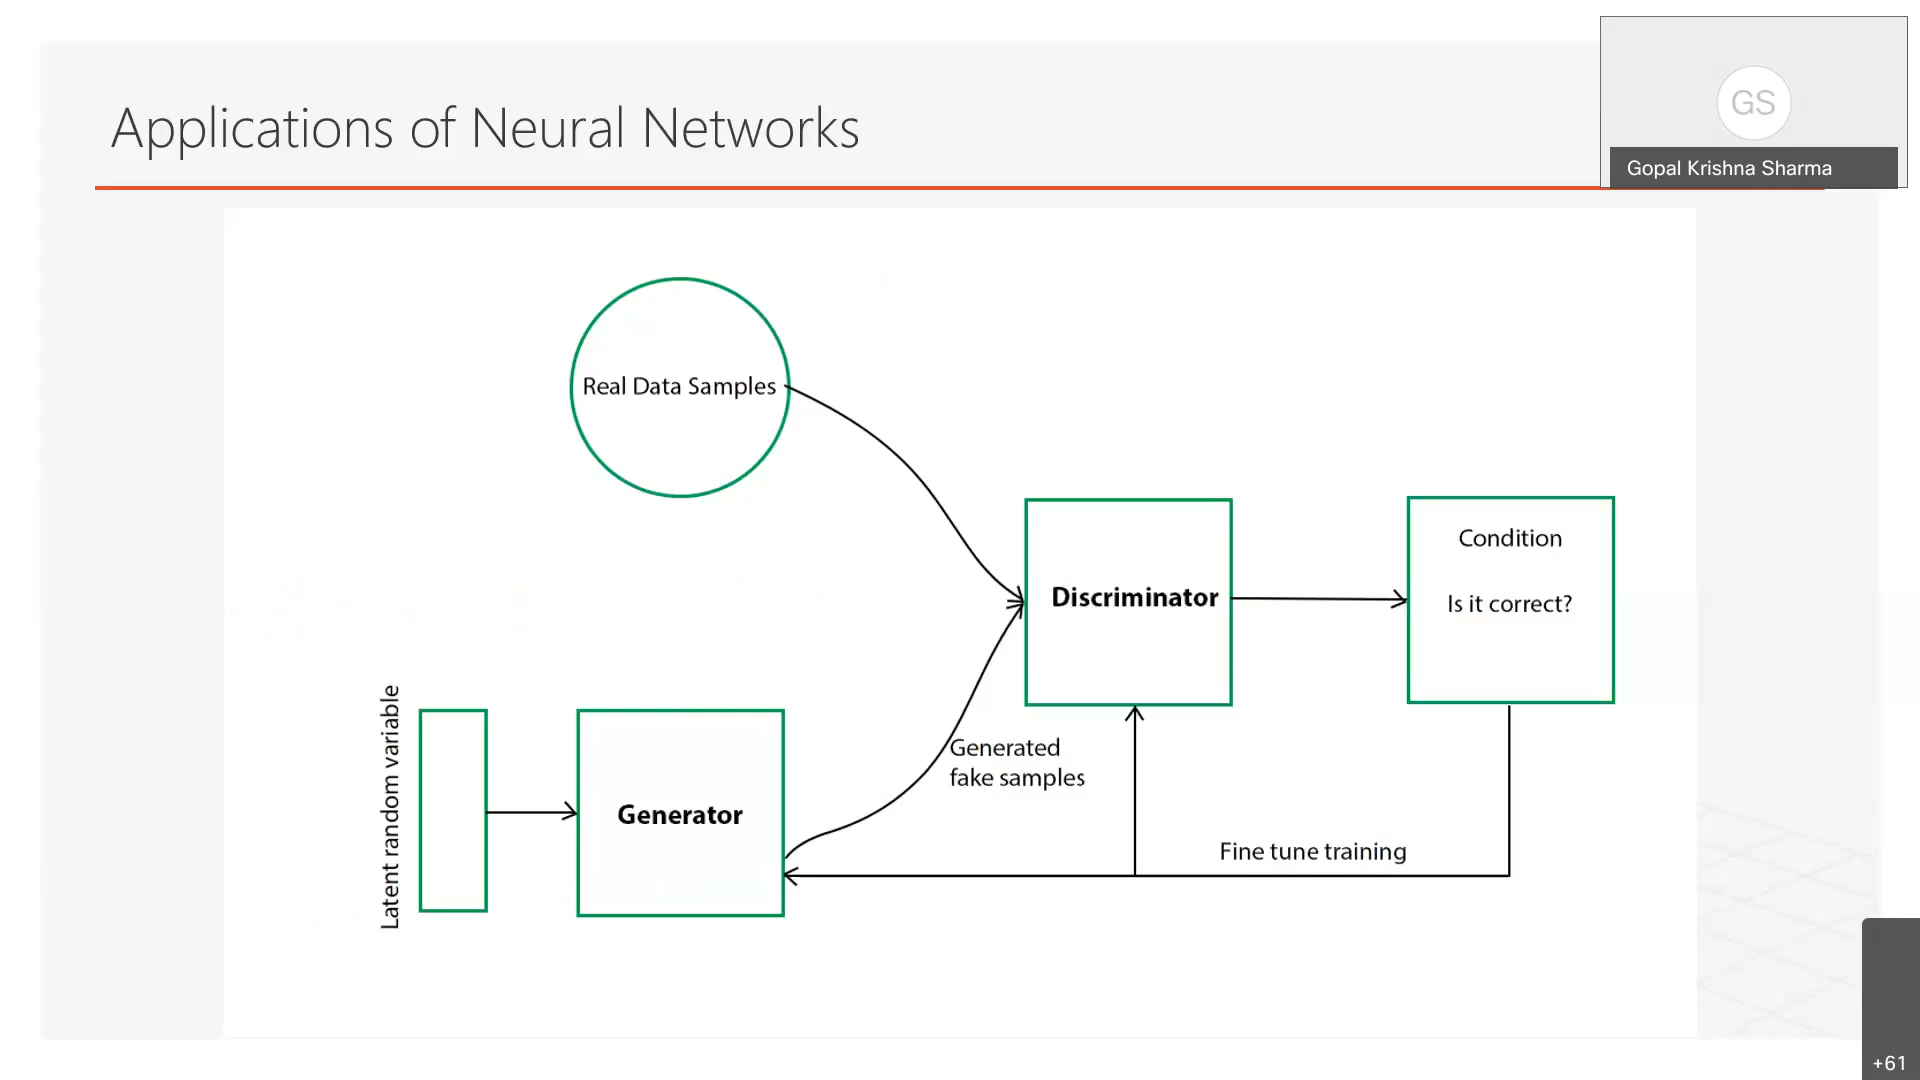 Applications of Neural Networks
GS
Gopal Krishna Sharma
Real Data Samples
Discriminator
Condition
Is it correct?
Latent random variable
Generator
Generated
fake samples
Fine tune training
+61